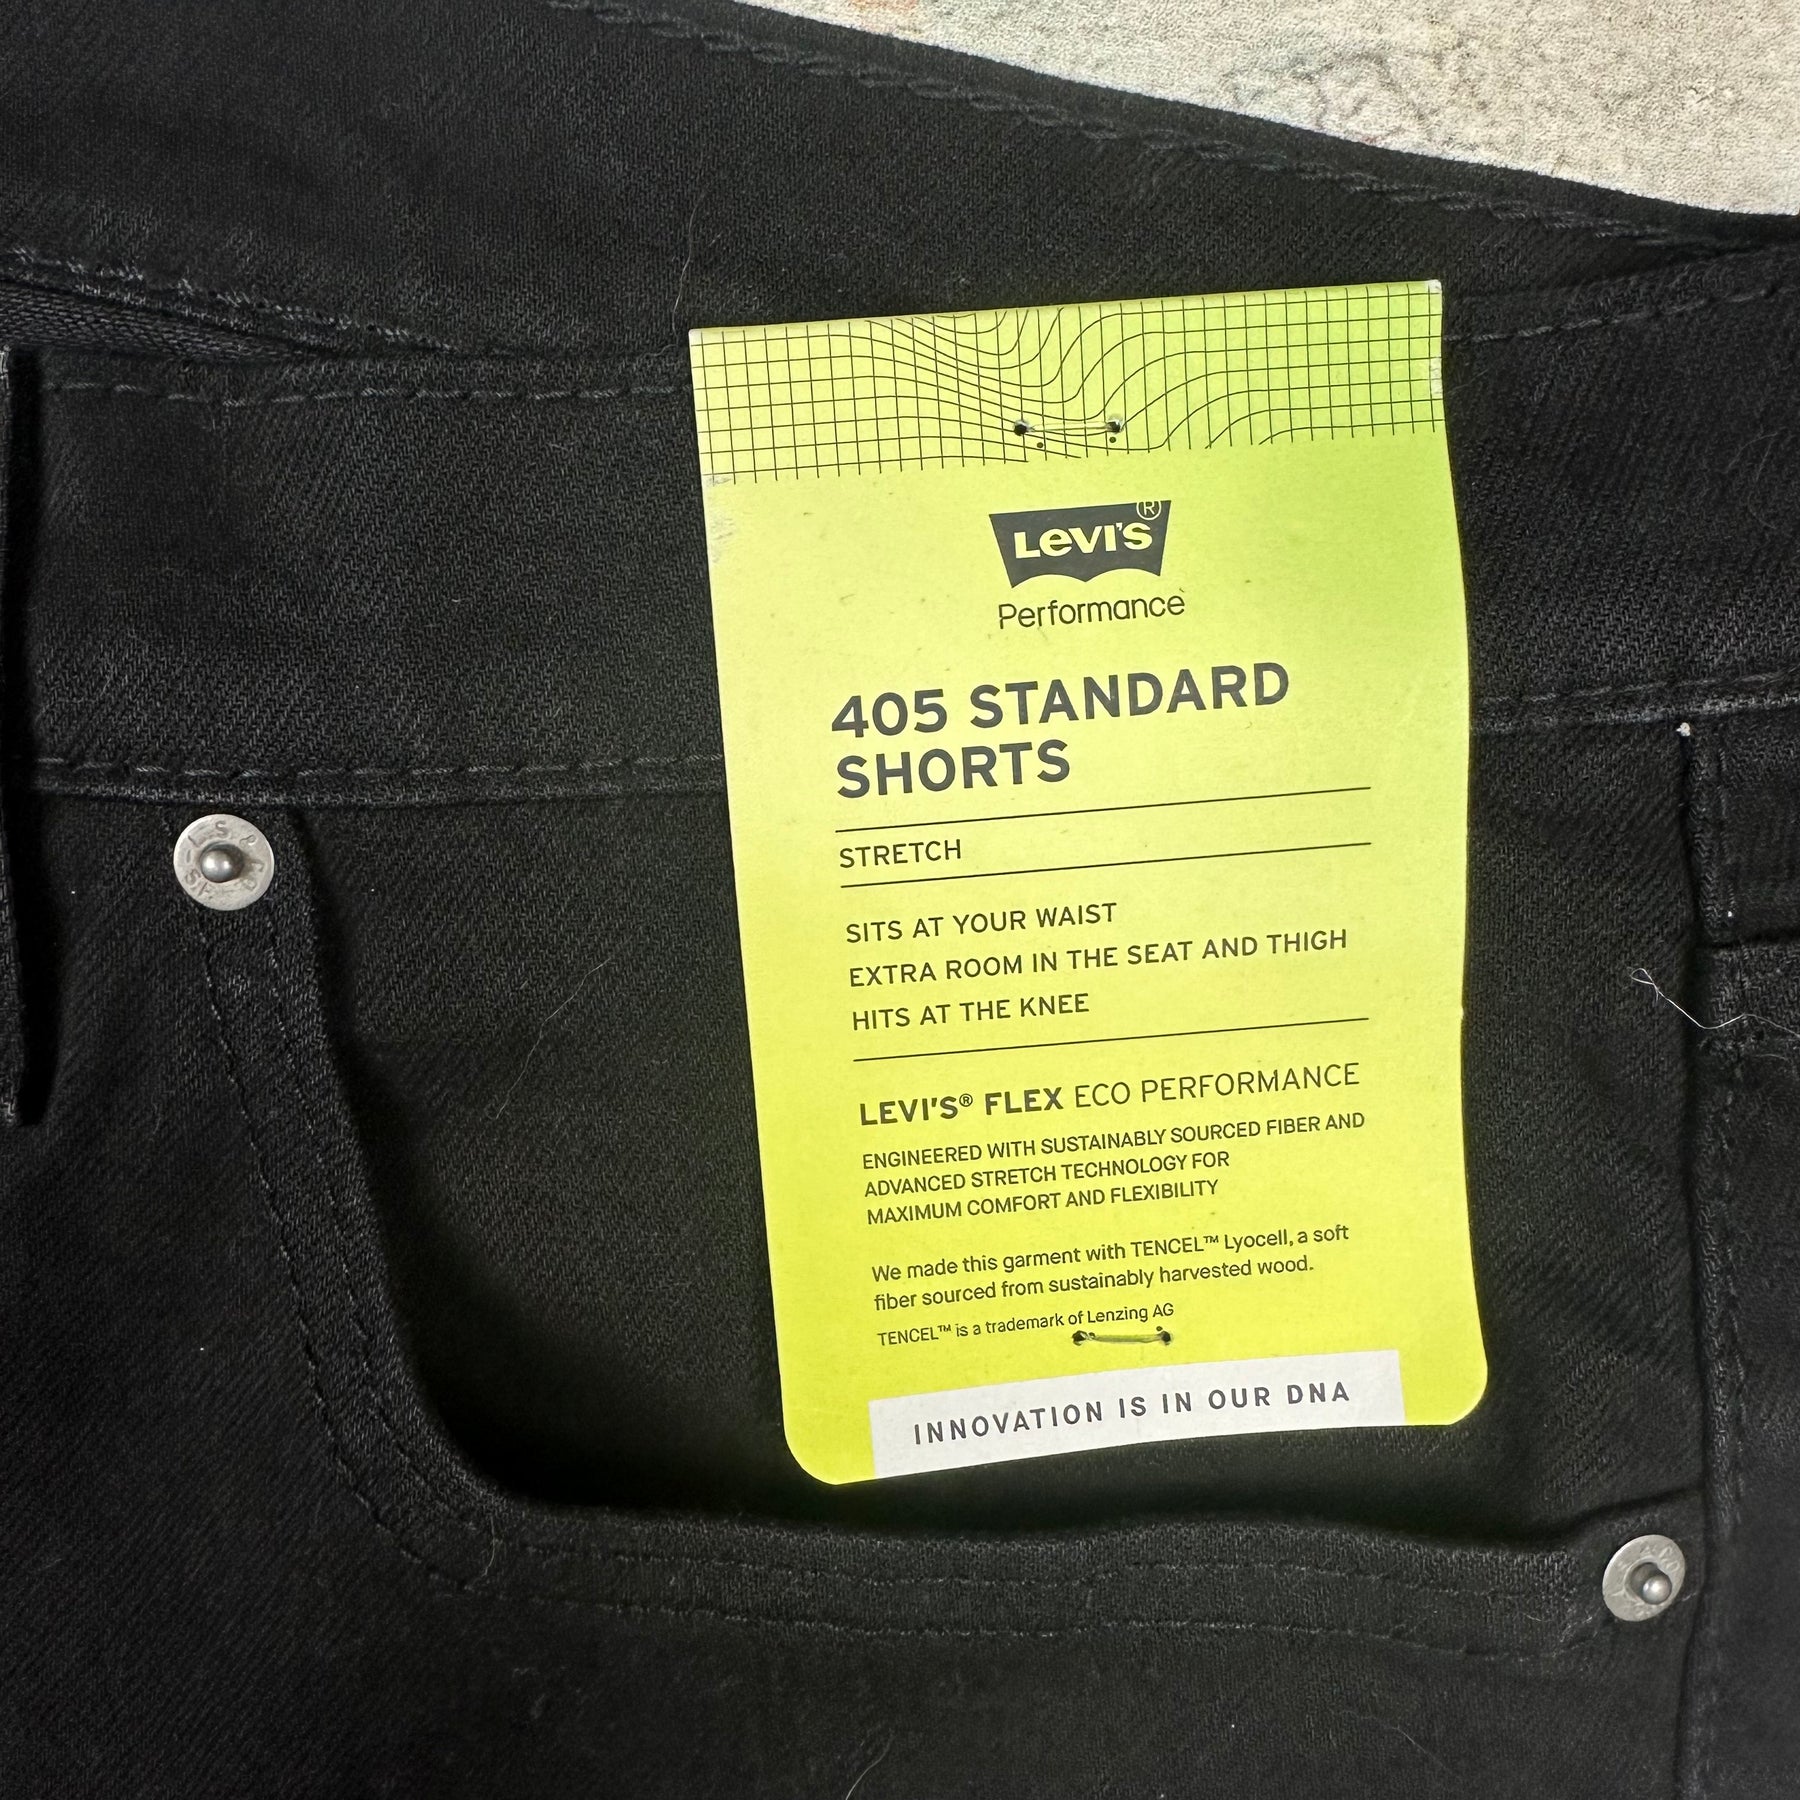 LEVI'S®
Performance
405 STANDARD
SHORTS
STRETCH
SITS AT YOUR WAIST
EXTRA ROOM IN THE SEAT AND THIGH
HITS AT THE KNEE
LEVI'S® FLEX ECO PERFORMANCE
ENGINEERED WITH SUSTAINABLY SOURCED FIBER AND
ADVANCED STRETCH TECHNOLOGY FOR
MAXIMUM COMFORT AND FLEXIBILITY
We made this garment with TENCEL™ Lyocell, a soft
fiber sourced from sustainably harvested wood.
TENCEL™ is a trademark of Lenzing AG
INNOVATION IS IN OUR DNA